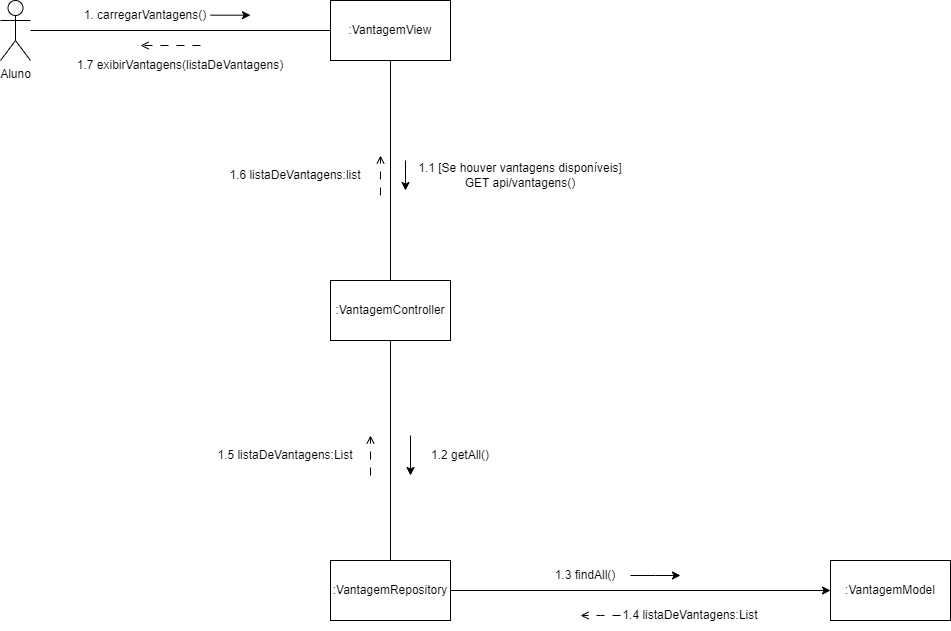 1. carregarVantagens()
:VantagemView
1.7 exibirVantagens(listaDeVantagens)
Aluno
1.6 listaDeVantagens:list
1.1 [Se houver vantagens disponíveis]
GET api/vantagens()
:VantagemController
1.5 listaDeVantagens:List
1.2 getAll()
:VantagemRepository
1.3 findAll()
:VantagemModel
1.4 listaDeVantagens:List